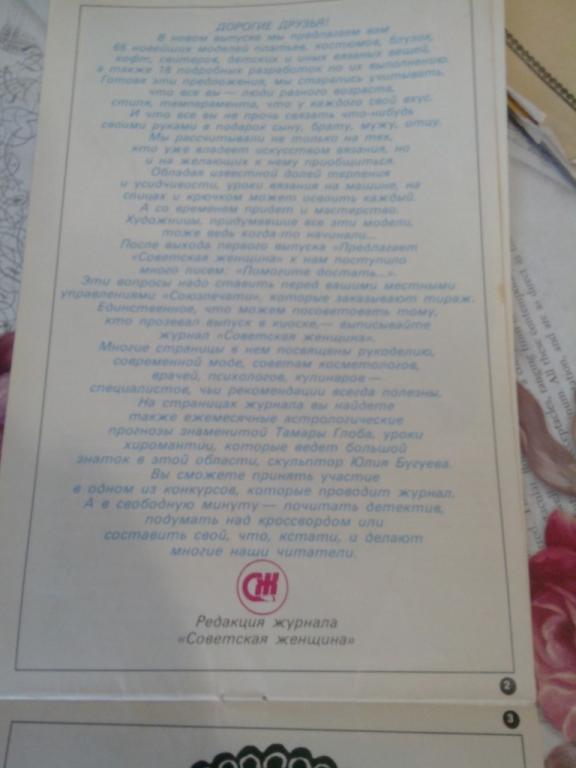 ДОРОГИЕ ДРУЗЬЯ!
В новом выпуске мы предлагаем вам
65 новейших моделей платьев, костюмов, блузок,
кофт, свитеров, детских и иных вязаных вещей,
а также 18 подробных разработок по их выполнению.
Готовя эти предложения, мы старались учитывать,
что все вы — люди разного возраста,
стиля, темперамента, что у каждого свой вкус.
И что все вы не прочь связать что-нибудь
своими руками в подарок сыну, брату, мужу, отцу.
Мы рассчитывали не только на тех,
кто уже владеет искусством вязания, но
и на желающих к нему приобщиться.
Обладая известной долей терпения
и усидчивости, уроки вязания на машине, на
спицах и крючком может освоить каждый.
А со временем придет и мастерство.
Художницы, придумавшие все эти модели,
тоже ведь когда-то начинали...
После выхода первого выпуска «Предлагает
«Советская женщина» к нам поступило
много писем: «Помогите достать...».
Эти вопросы надо ставить перед вашими местными
управлениями «Союзпечати», которые заказывают тираж.
Единственное, что можем посоветовать тому,
кто прозевал выпуск в киоске,— выписывайте
журнал «Советская женщина».
Многие страницы в нем посвящены рукоделию,
современной моде, советам косметологов,
врачей, психологов, кулинаров —
специалистов, чьи рекомендации всегда полезны.
На страницах журнала вы найдете
также ежемесячные астрологические
прогнозы знаменитой Тамары Глоба, уроки
хиромантии, которые ведет большой
знаток в этой области, скульптор Юлия Бугуева.
Вы сможете принять участие
в одном из конкурсов, которые проводит журнал.
А в свободную минуту — почитать детектив,
подумать над кроссвордом или
составить свой, что, кстати, и делают
многие наши читатели.
СЖ
Редакция журнала
«Советская женщина»
2
3